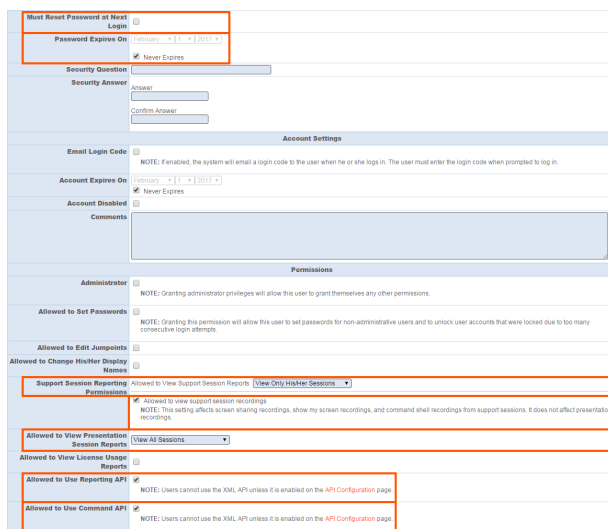 Must Reset Password at Next
Login
Password Expires On
February 1 2017
Never Expires
Security Question
Security Answer
Answer
Confirm Answer
Account Settings
Email Login Code
NOTE: If enabled, the system will email a login code to the user when he or she logs in. The user must enter the login code when prompted to log in.
Account Expires On
February 1 2017
Never Expires
Account Disabled
Comments
Permissions
Administrator
NOTE: Granting administrator privileges will allow this user to grant themselves any other permissions.
Allowed to Set Passwords
NOTE: Granting this permission will allow this user to set passwords for non-administrative users and to unlock user accounts that were locked due to too many
consecutive login attempts.
Allowed to Edit Jumpoints
Allowed to Change His/Her Display
Names
Support Session Reporting
Permissions
Allowed to View Support Session Reports View Only His/Her Sessions
Allowed to view support session recordings
NOTE: This setting affects screen sharing recordings, show my screen recordings, and command shell recordings from support sessions. It does not affect presentatio
recordings.
Allowed to View Presentation
Session Reports
View All Sessions
Allowed to View License Usage
Reports
Allowed to Use Reporting API
NOTE: Users cannot use the XML API unless it is enabled on the API Configuration page.
Allowed to Use Command API
NOTE: Users cannot use the XML API unless it is enabled on the API Configuration page.